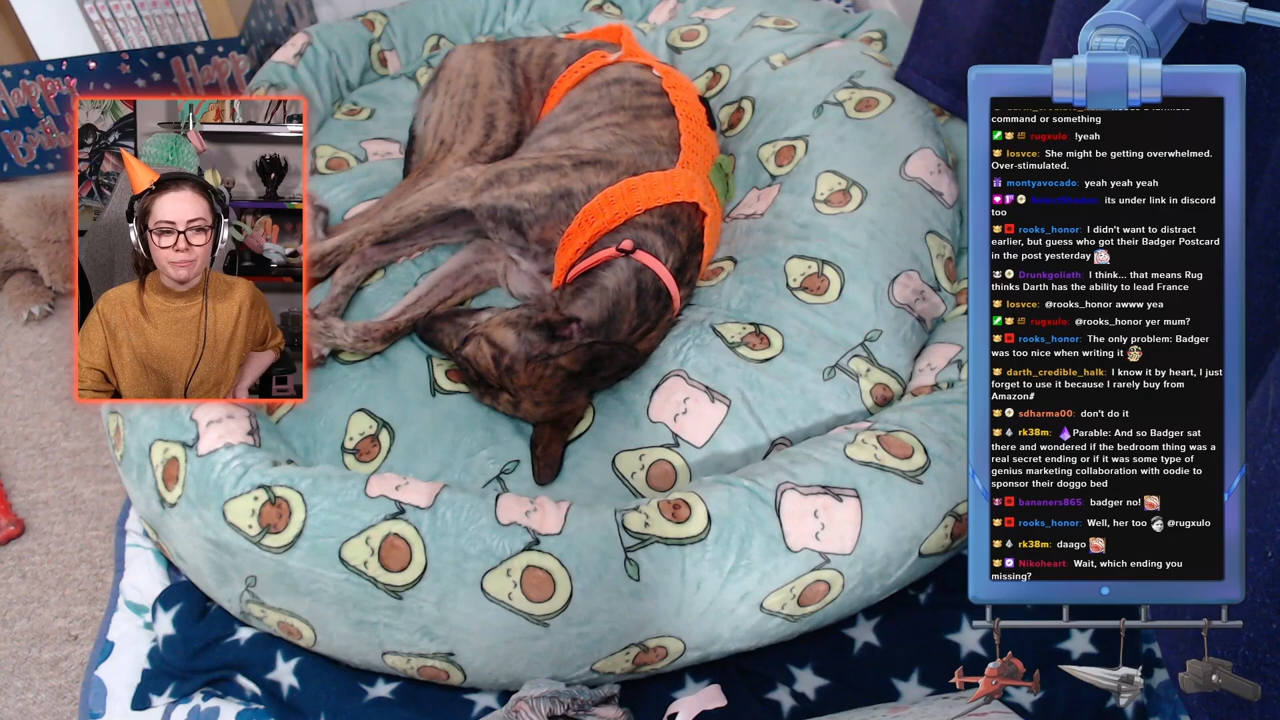 Happy
Birth
Happ
command or something
rugxulo: !yeah
losvce: She might be getting overwhelmed.
Over-stimulated.
montyavocado: yeah yeah yeah
its under link in discord
too
rooks_honor: I didn't want to distract
earlier, but guess who got their Badger Postcard
in the post yesterday
Drunkgoliath: I think... that means Rug
thinks Darth has the ability to lead France
losvce: @rooks_honor awww yea
rugxulo: @rooks_honor yer mum?
rooks_honor: The only problem: Badger
was too nice when writing it
darth_credible_halk: I know it by heart, I just
forget to use it because I rarely buy from
Amazon#
sdharma00: don't do it
rk38m: Parable: And so Badger sat
there and wondered if the bedroom thing was a
real secret ending or if it was some type of
genius marketing collaboration with oodie to
sponsor their doggo bed
bananers865: badger no!
rooks_honor: Well, her too @rugxulo
rk38m: daago
Nikoheart: Wait, which ending you
missing?